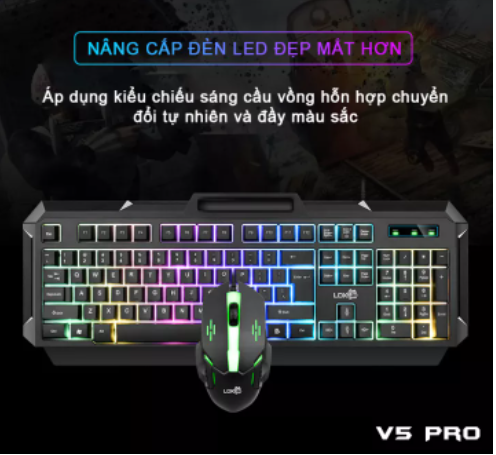 NÂNG CẤP ĐÈN LED ĐẸP MẮT HƠN
Áp dụng kiểu chiếu sáng cầu vồng hỗn hợp chuyển
đổi tự nhiên và đầy màu sắc
V5 PRO